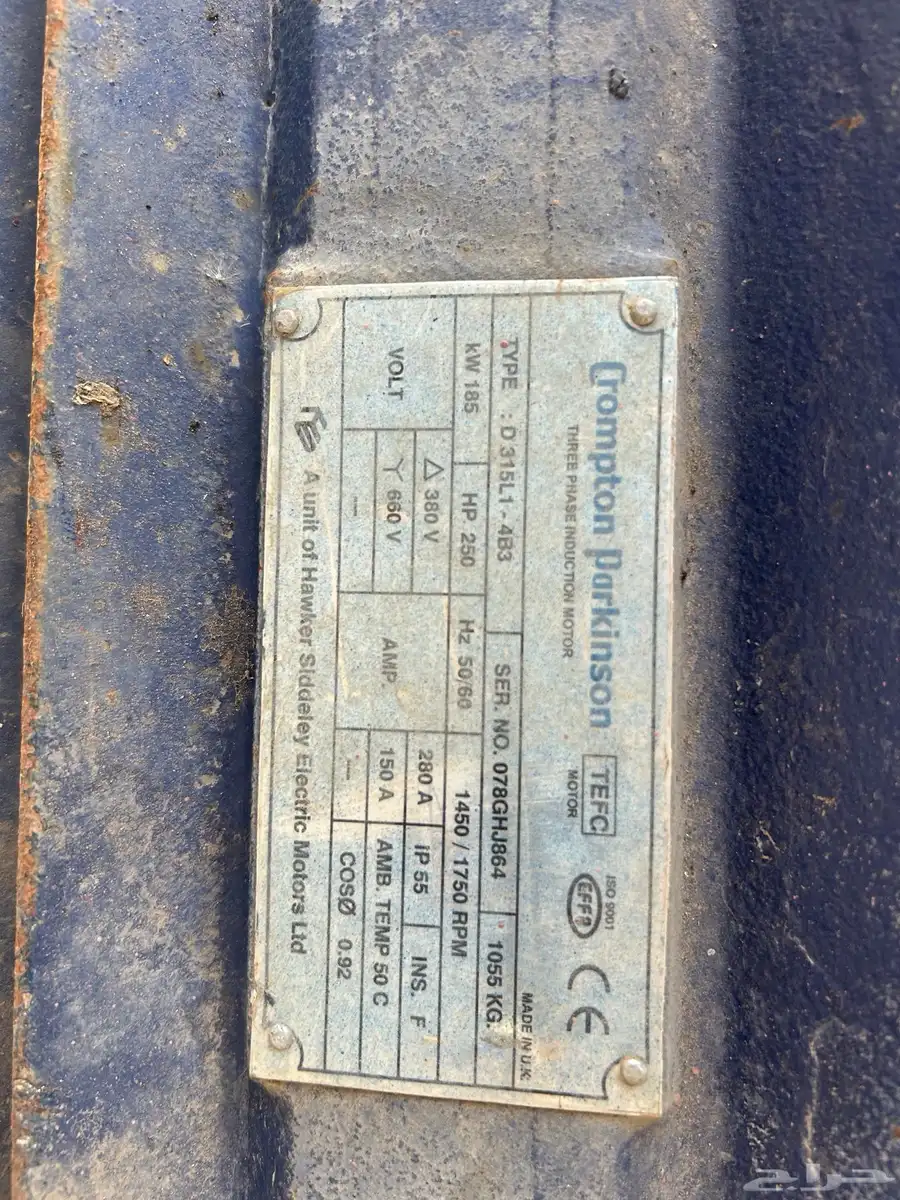 Crompton Parkinson TEFC
THREE PHASE INDUCTION MOTOR MOTOR
ISO 9001
CE
MADE IN U.K.
TYPE : D 315L1 - 4B3 SER. NO. 078GHJ864 1055 KG.
kW 185 HP 250 Hz 50/60 1450 / 1750 RPM
VOLT △ 380 V AMP. 280 A IP 55 INS. F
Y 660 V 150 A AMB. TEMP 50 C
--- --- COSØ 0.92
A unit of Hawker Siddeley Electric Motors Ltd
حراج